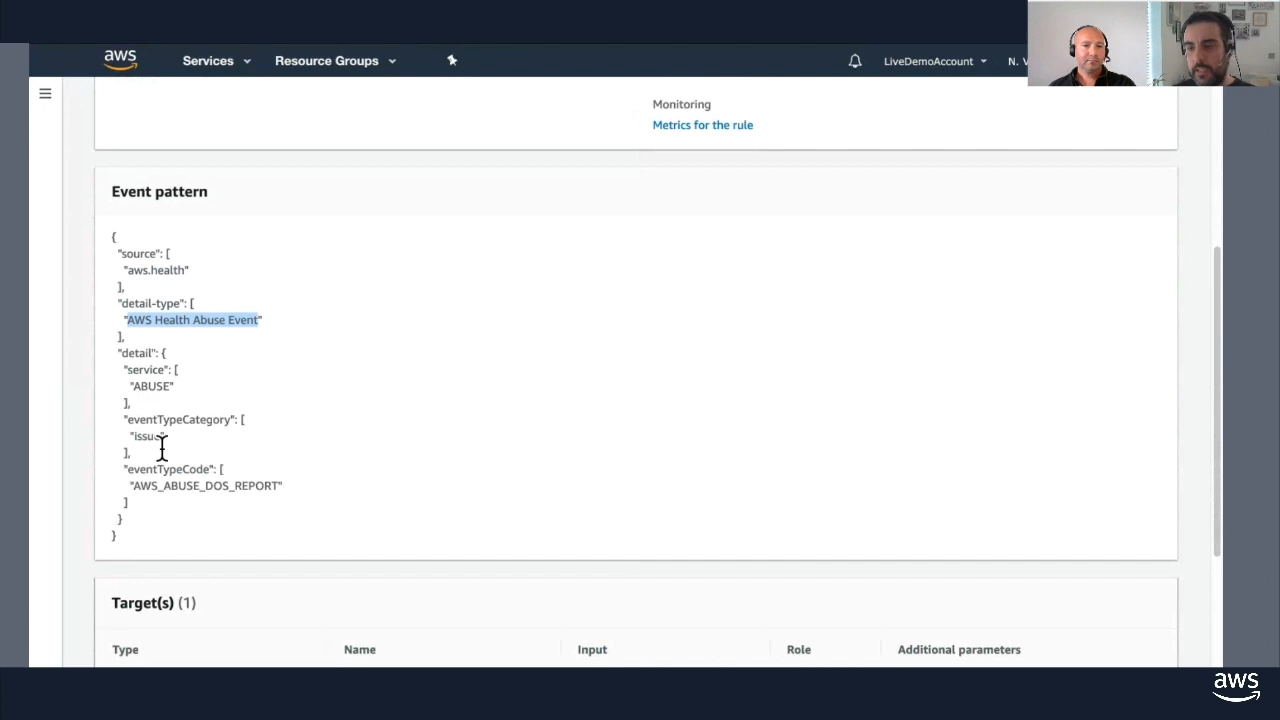 aws
Services
Resource Groups
LiveDemoAccount
N. V
Monitoring
Metrics for the rule
Event pattern
{
"source": [
"aws.health"
],
"detail-type": [
"AWS Health Abuse Event"
],
"detail": {
"service": [
"ABUSE"
],
"eventTypeCategory": [
"issue"
],
"eventTypeCode": [
"AWS_ABUSE_DOS_REPORT"
]
}
}
Target(s) (1)
Type Name Input Role Additional parameters
aws